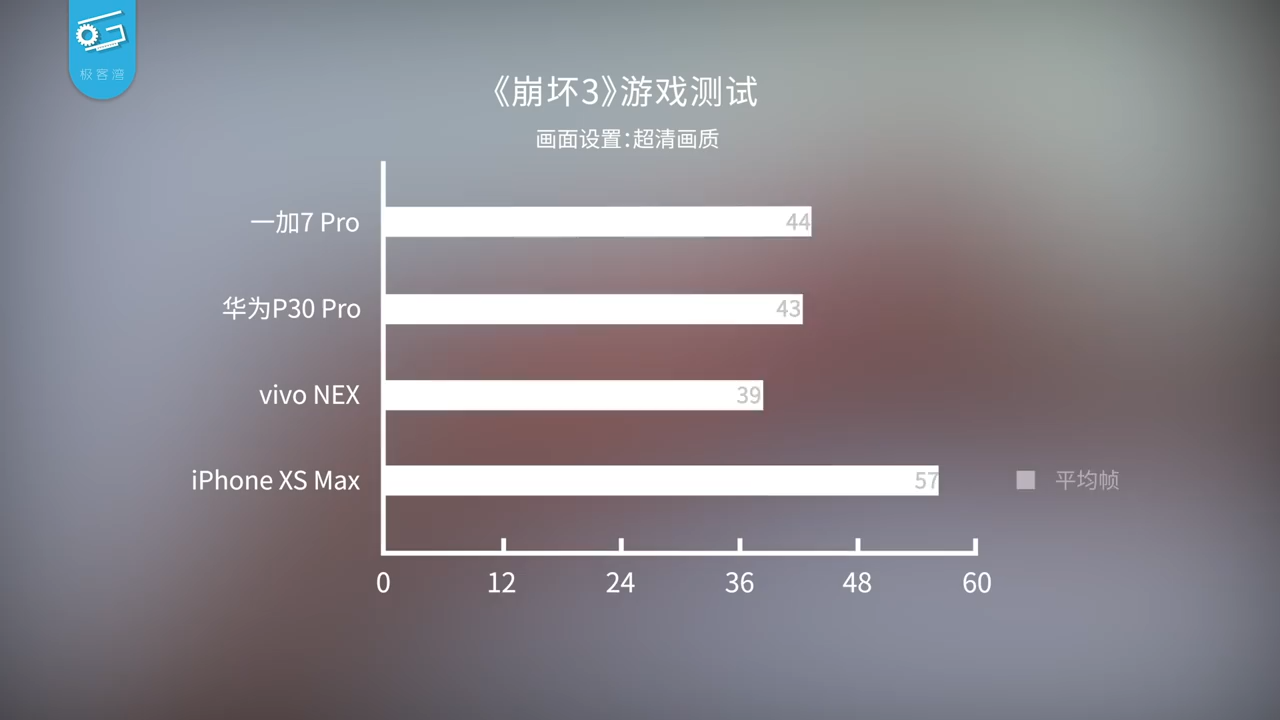 极客湾
《崩坏3》游戏测试
画面设置:超清画质
一加7 Pro 44
华为P30 Pro 43
vivo NEX 39
iPhone XS Max 57 平均帧
0 12 24 36 48 60